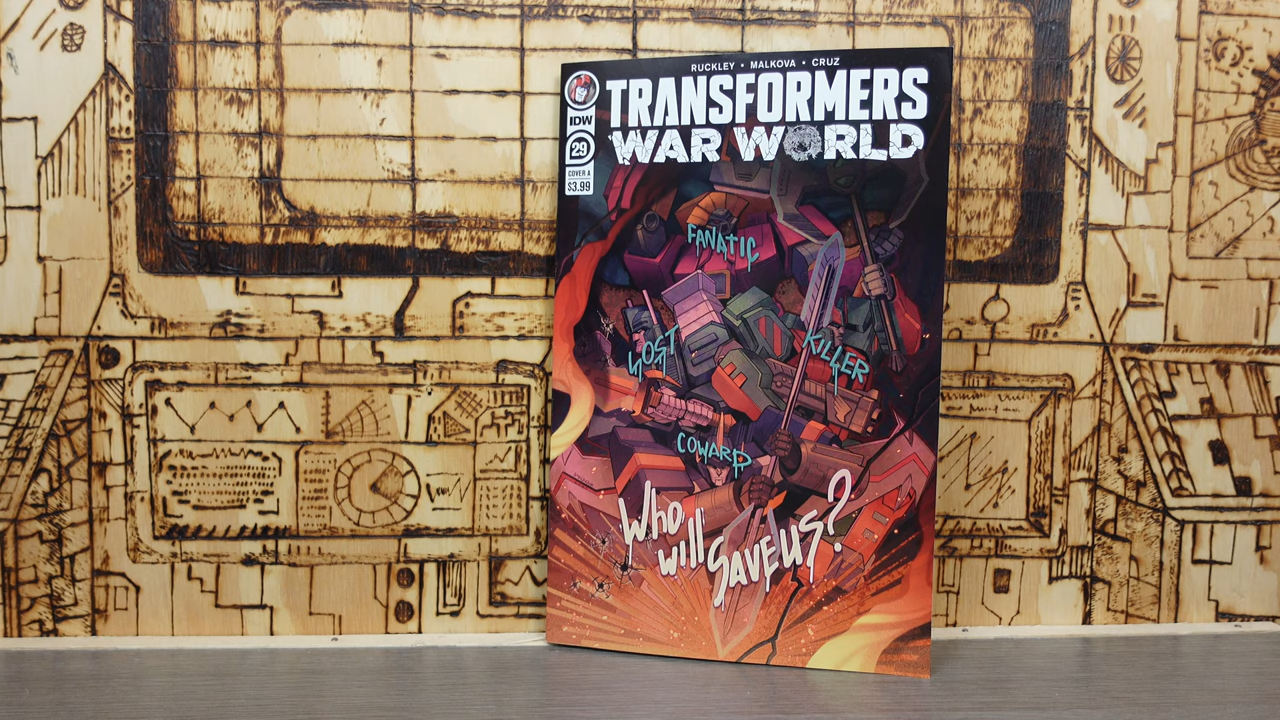 RUCKLEY • MALKOVA • CRUZ
TRANSFORMERS
WAR WORLD
IDW
29
COVER A
$3.99
FANATIC
LOST
KILLER
COWARD
Who
will SAVE US?